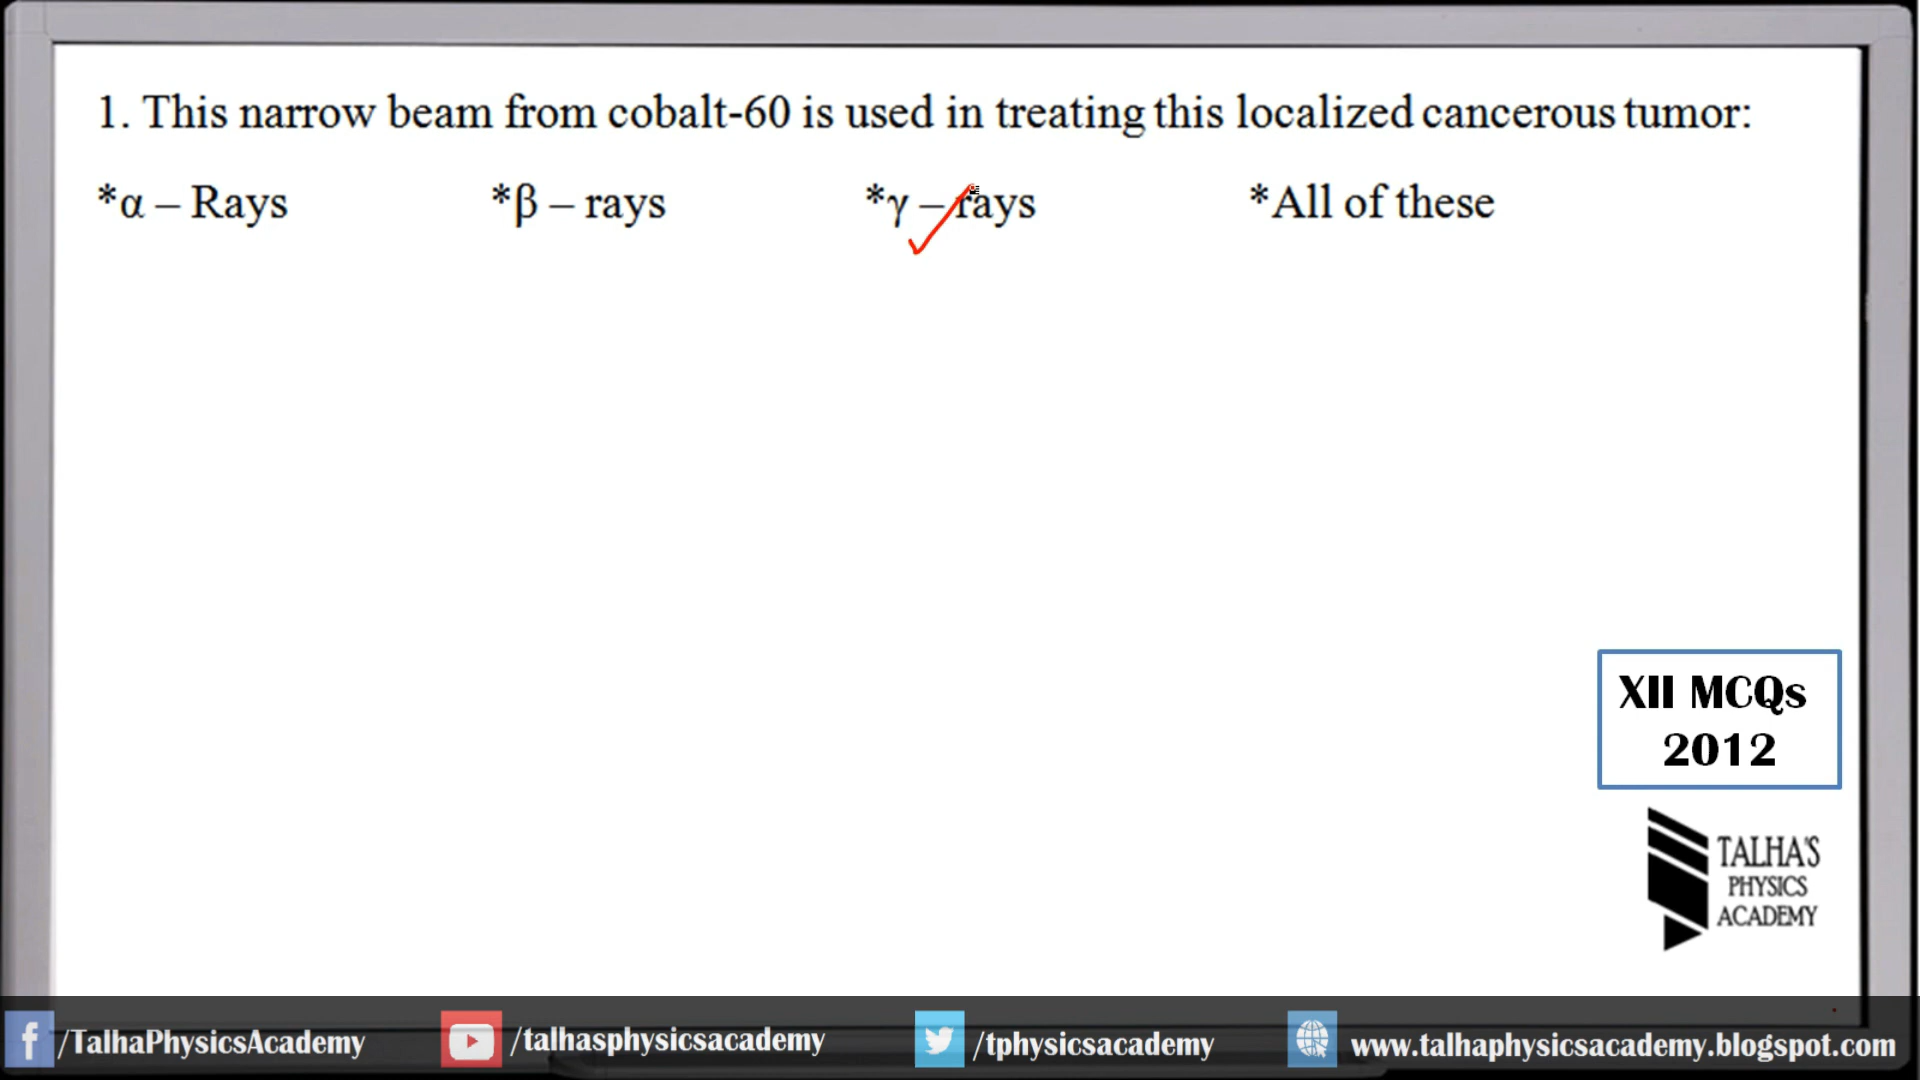 1. This narrow beam from cobalt-60 is used in treating this localized cancerous tumor:
*α – Rays *β – rays *γ – rays *All of these
XII MCQs
2012
TALHA'S
PHYSICS
ACADEMY
/TalhaPhysicsAcademy /talhasphysicsacademy /tphysicsacademy www.talhaphysicsacademy.blogspot.com